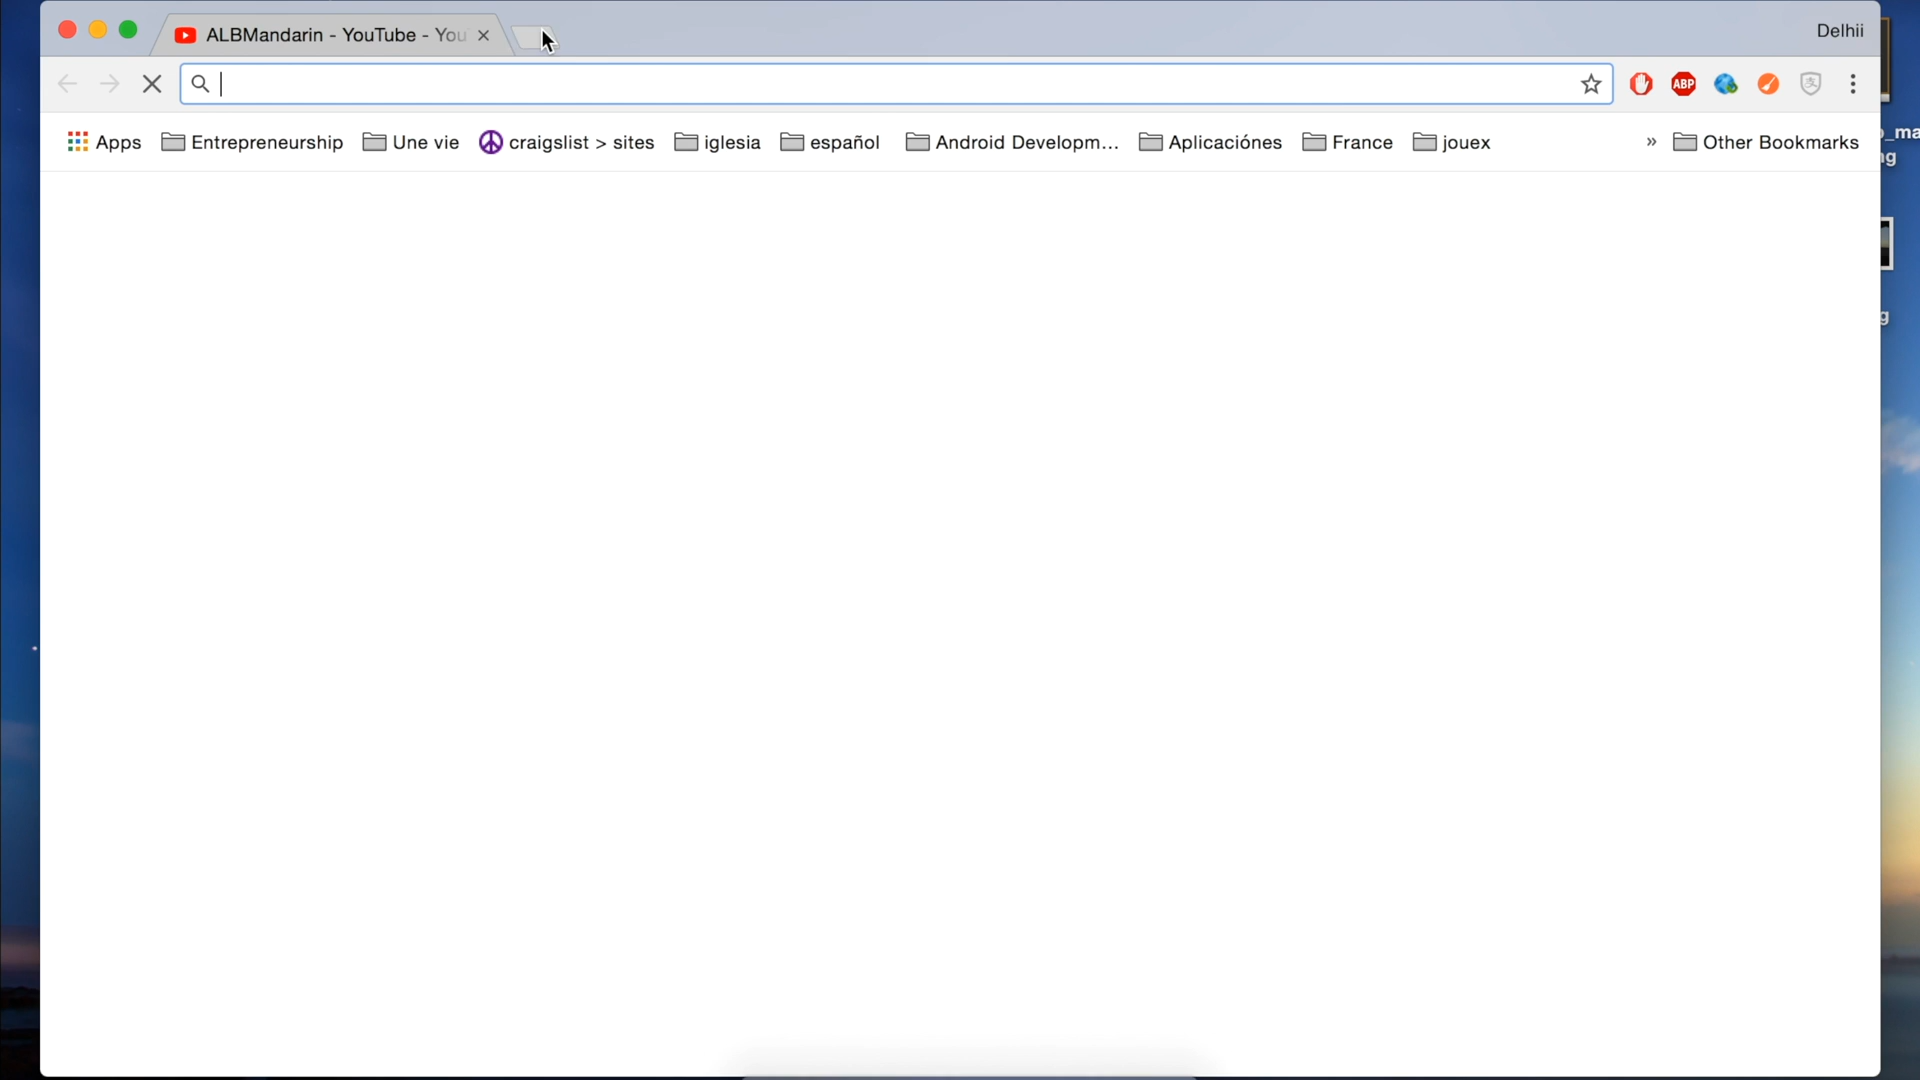 ALBMandarin - YouTube - You
Delhii
Apps Entrepreneurship Une vie craigslist > sites iglesia español Android Developm... Aplicaciónes France jouex » Other Bookmarks
ABP